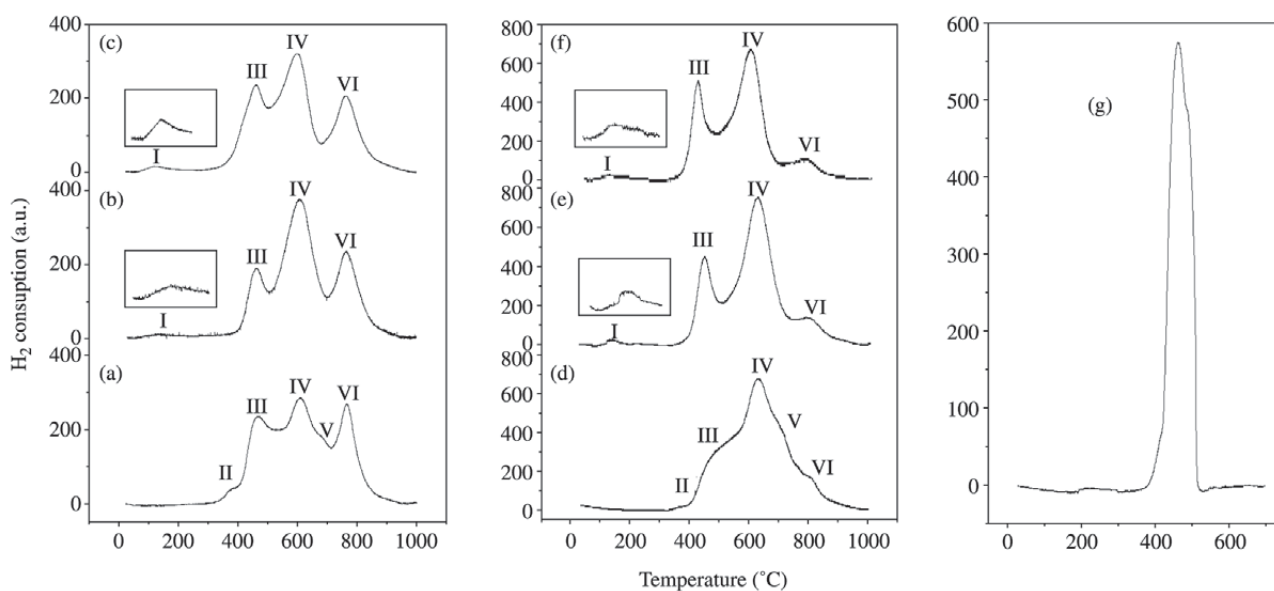 H2 consuption (a.u.)
400
200
0
(c)
I
III
IV
VI
400
200
0
(b)
I
III
IV
VI
400
200
0
(a)
II
III
IV
V
VI
0 200 400 600 800 1000
800
600
400
200
0
(f)
I
III
IV
VI
800
600
400
200
0
(e)
I
III
IV
VI
800
600
400
200
0
(d)
II
III
IV
V
VI
0 200 400 600 800 1000
600
500
400
300
200
100
0
(g)
0 200 400 600
Temperature (˚C)